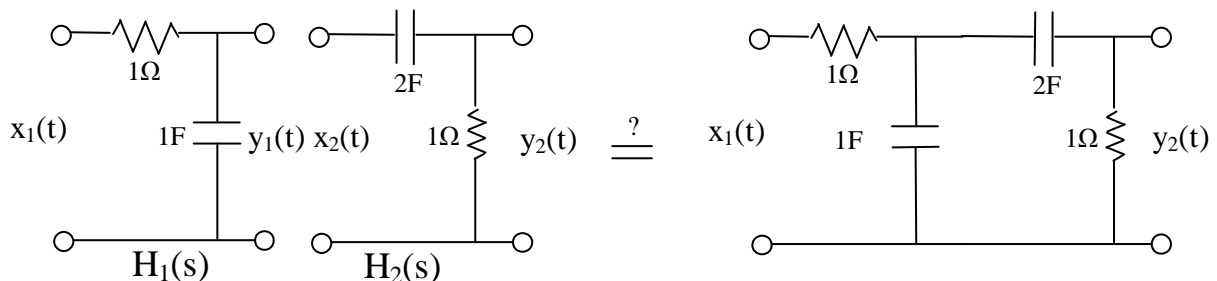 1Ω
2F
1Ω
2F
x₁(t)
1F
y₁(t)
x₂(t)
1Ω
y₂(t)
?
x₁(t)
1F
1Ω
y₂(t)
H₁(s)
H₂(s)